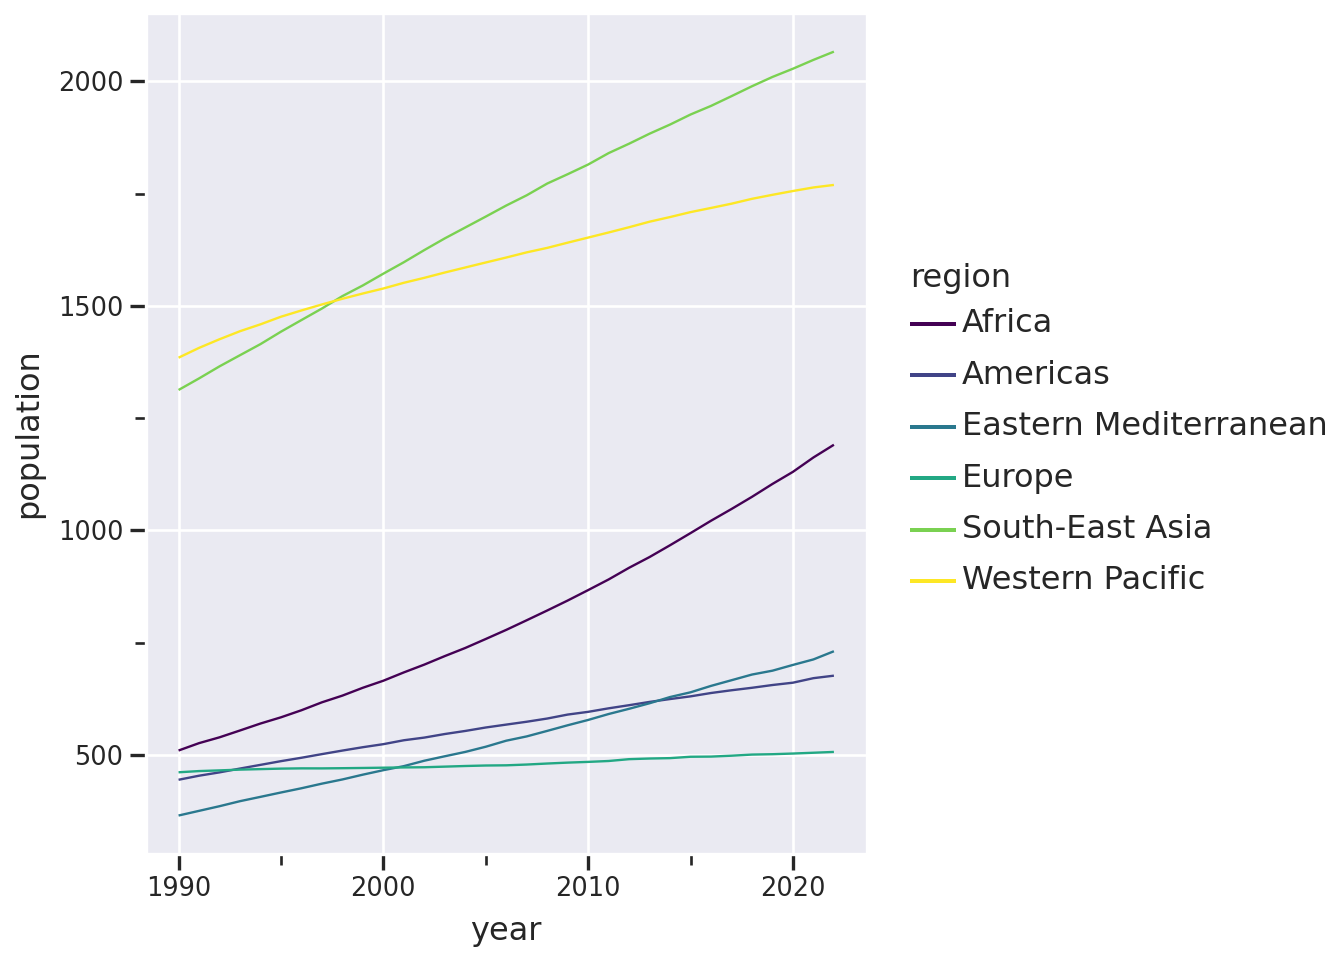 2000
1500
1000
500
population
1990
2000
2010
2020
year
region
Africa
Americas
Eastern Mediterranean
Europe
South-East Asia
Western Pacific